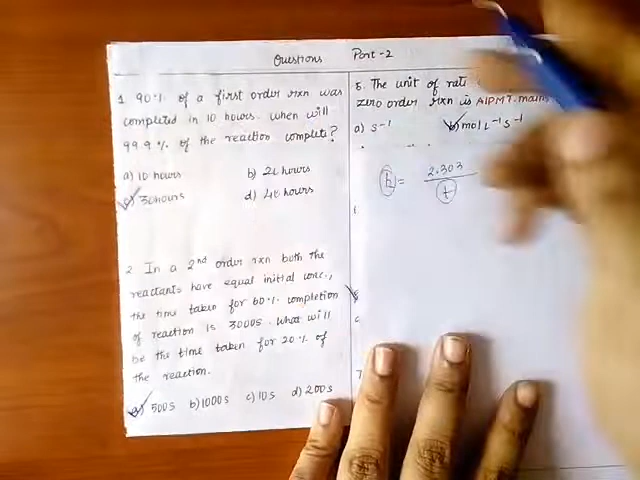 Questions Part-2
1. 90% of a first order rxn was
completed in 10 hours. when will
99.9% of the reaction complete?
a) 10 hours b) 20 hours
c) 30hours d) 40 hours
2. In a 2nd order rxn both the
reactants have equal initial conc.,
the time taken for 60% completion
of reaction is 3000s. What will
be the time taken for 20% of
the reaction.
a) 500s b) 1000s c) 10s d) 200s
5. The unit of rate
zero order rxn is AIPMT. mains
a) s-1 b) mol L-1 s-1
k = 2.303
t